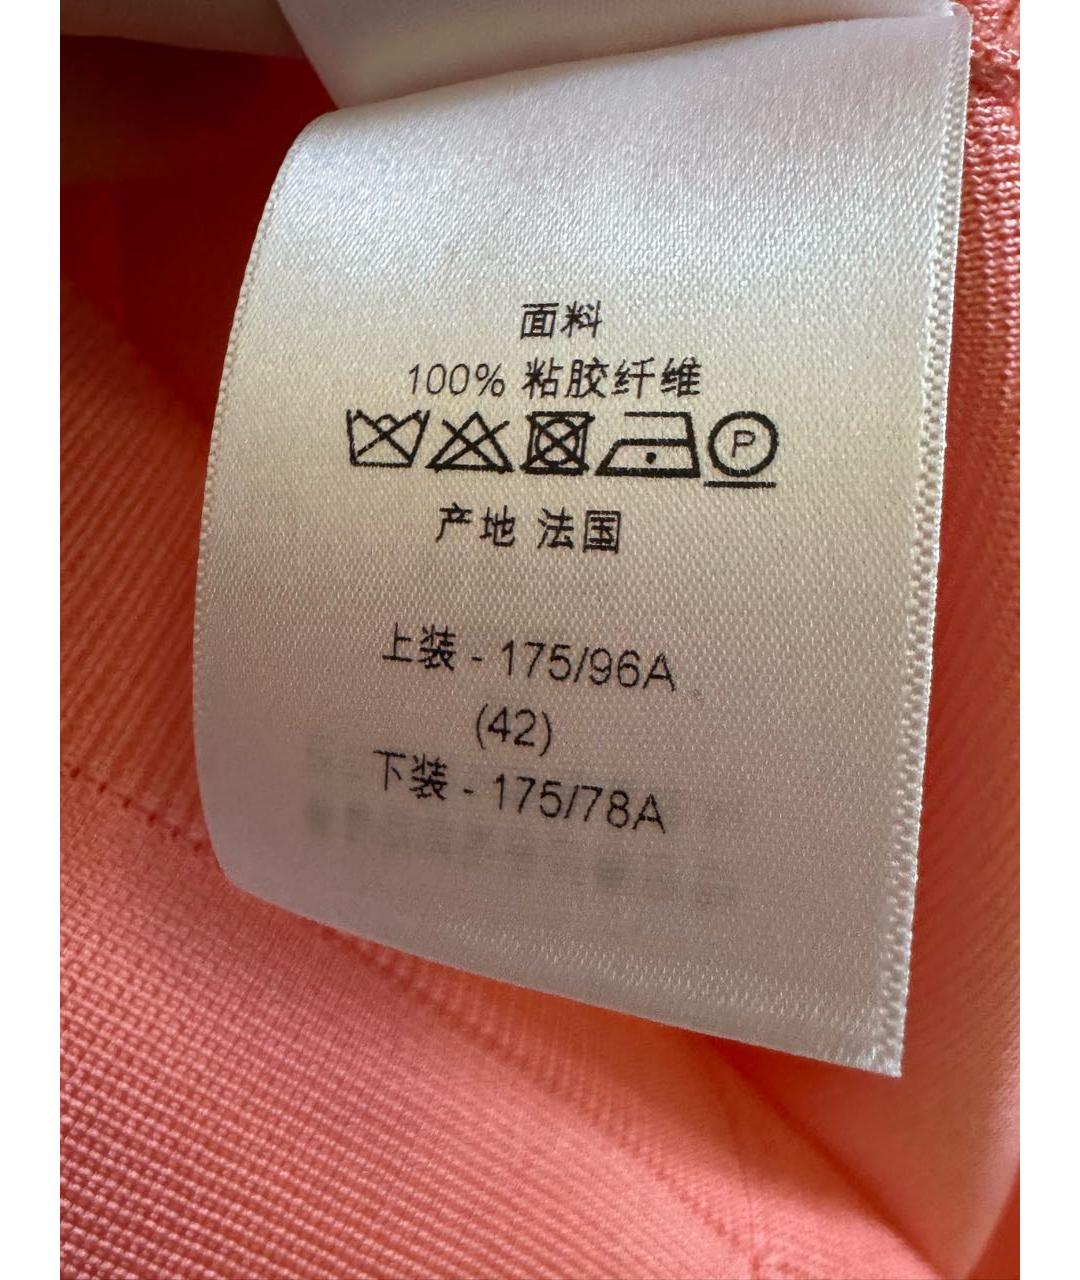 面料
100% 粘胶纤维
P
产地 法国
上装 - 175/96A
(42)
下装 - 175/78A